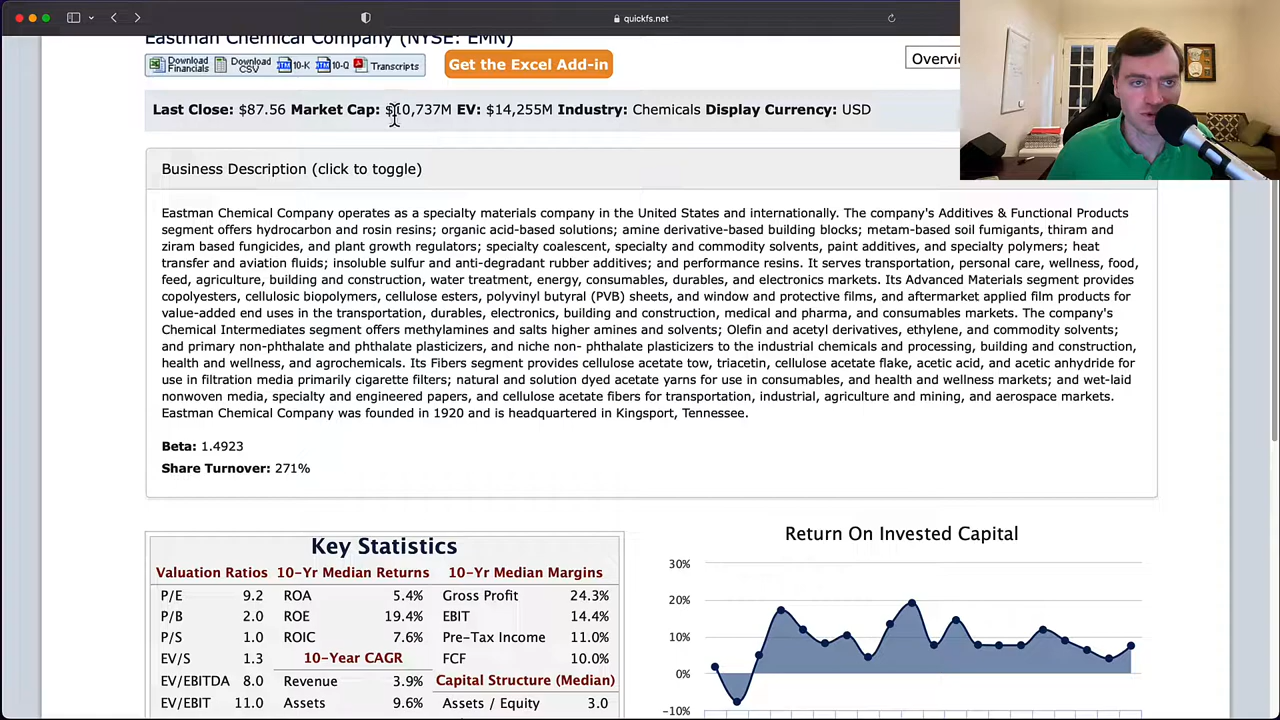 quickfs.net
Eastman Chemical Company (NYSE: EMN)
Download Financials
Download CSV
10-K
10-Q
Transcripts
Get the Excel Add-in
Overvi
Last Close: $87.56 Market Cap: $10,737M EV: $14,255M Industry: Chemicals Display Currency: USD
Business Description (click to toggle)
Eastman Chemical Company operates as a specialty materials company in the United States and internationally. The company's Additives & Functional Products
segment offers hydrocarbon and rosin resins; organic acid-based solutions; amine derivative-based building blocks; metam-based soil fumigants, thiram and
ziram based fungicides, and plant growth regulators; specialty coalescent, specialty and commodity solvents, paint additives, and specialty polymers; heat
transfer and aviation fluids; insoluble sulfur and anti-degradant rubber additives; and performance resins. It serves transportation, personal care, wellness, food,
feed, agriculture, building and construction, water treatment, energy, consumables, durables, and electronics markets. Its Advanced Materials segment provides
copolyesters, cellulosic biopolymers, cellulose esters, polyvinyl butyral (PVB) sheets, and window and protective films, and aftermarket applied film products for
value-added end uses in the transportation, durables, electronics, building and construction, medical and pharma, and consumables markets. The company's
Chemical Intermediates segment offers methylamines and salts higher amines and solvents; Olefin and acetyl derivatives, ethylene, and commodity solvents;
and primary non-phthalate and phthalate plasticizers, and niche non- phthalate plasticizers to the industrial chemicals and processing, building and construction,
health and wellness, and agrochemicals. Its Fibers segment provides cellulose acetate tow, triacetin, cellulose acetate flake, acetic acid, and acetic anhydride for
use in filtration media primarily cigarette filters; natural and solution dyed acetate yarns for use in consumables, and health and wellness markets; and wet-laid
nonwoven media, specialty and engineered papers, and cellulose acetate fibers for transportation, industrial, agriculture and mining, and aerospace markets.
Eastman Chemical Company was founded in 1920 and is headquartered in Kingsport, Tennessee.
Beta: 1.4923
Share Turnover: 271%
Key Statistics
Valuation Ratios 10-Yr Median Returns 10-Yr Median Margins
P/E 9.2 ROA 5.4% Gross Profit 24.3%
P/B 2.0 ROE 19.4% EBIT 14.4%
P/S 1.0 ROIC 7.6% Pre-Tax Income 11.0%
EV/S 1.3 10-Year CAGR FCF 10.0%
EV/EBITDA 8.0 Revenue 3.9% Capital Structure (Median)
EV/EBIT 11.0 Assets 9.6% Assets / Equity 3.0
Return On Invested Capital
30%
20%
10%
0%
-10%